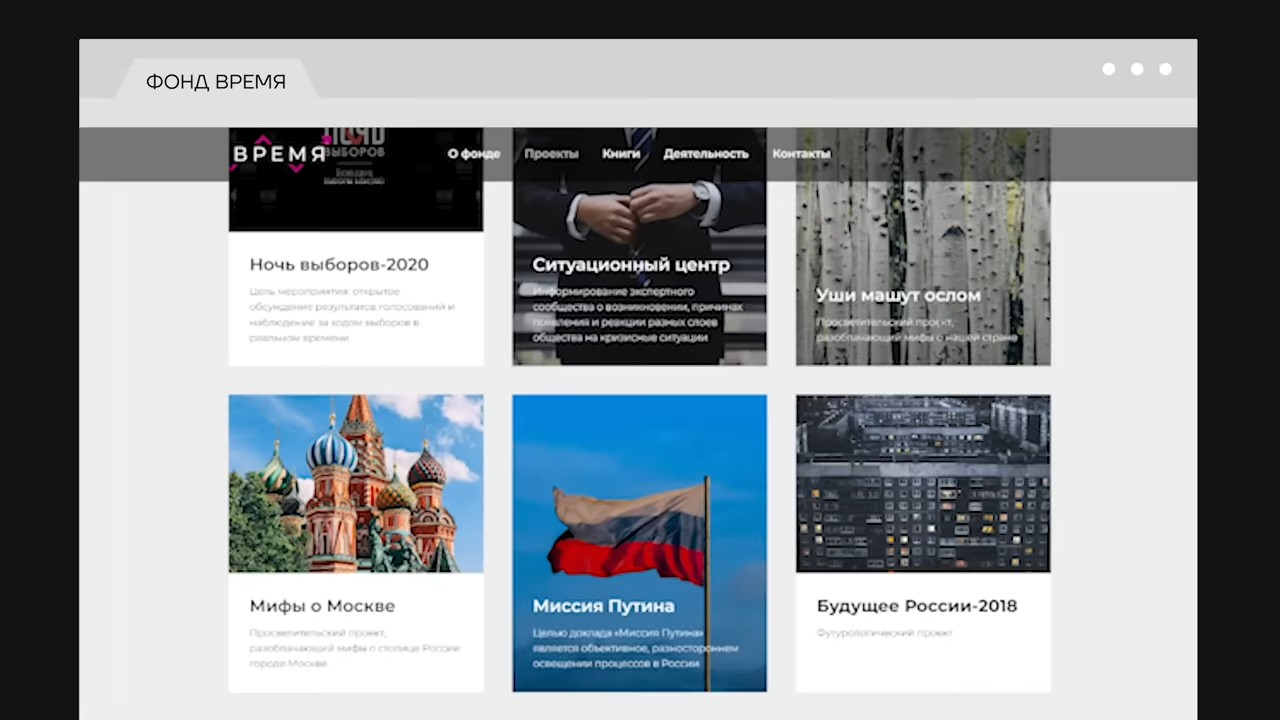 ФОНД ВРЕМЯ
ВЫБОРОВ
ВРЕМЯ
О фонде
Проекты
Книги
Деятельность
Контакты
Ночь выборов-2020
Цель мероприятия: открытое
обсуждение результатов голосований и
наблюдение за ходом выборов в
реальном времени
Ситуационный центр
Информирование экспертного
сообщества о возникновении, причинах
появления и реакции разных слоев
общества на кризисные ситуации
Уши машут ослом
Просветительский проект,
разоблачающий мифы о нашей стране
Мифы о Москве
Просветительский проект,
разоблачающий мифы о столице России
городе Москве
Миссия Путина
Целью доклада «Миссия Путина»
является объективное, разностороннем
освещении процессов в России
Будущее России-2018
Футурологический проект